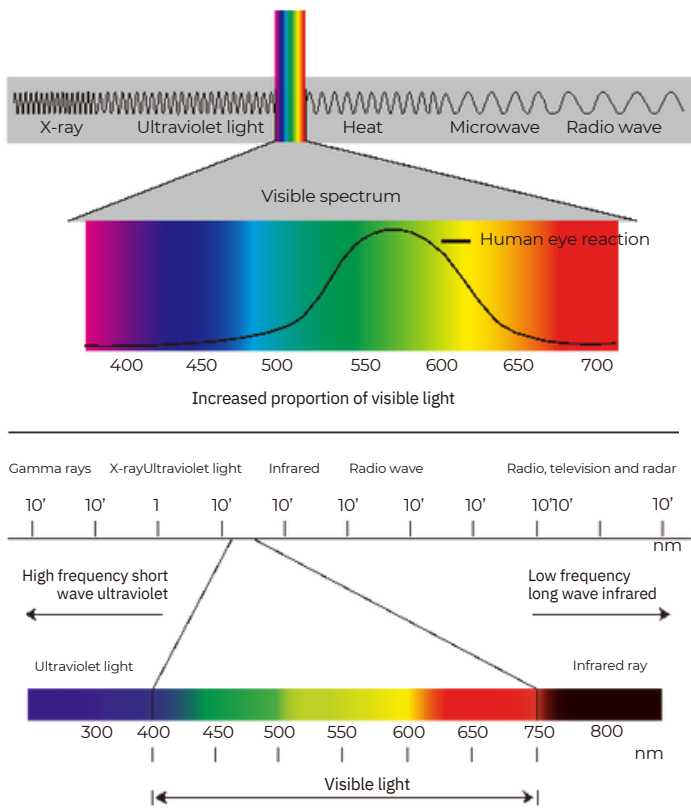 X-ray Ultraviolet light Heat Microwave Radio wave
Visible spectrum
Human eye reaction
400 450 500 550 600 650 700
Increased proportion of visible light
Gamma rays X-rayUltraviolet light Infrared Radio wave Radio, television and radar
10' 10' 1 10' 10' 10' 10' 10' 10'10' 10'
nm
High frequency short
wave ultraviolet
Low frequency
long wave infrared
Ultraviolet light Infrared ray
300 400 450 500 550 600 650 750 800
nm
Visible light